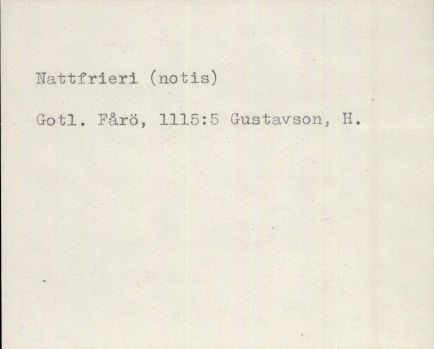 Nattfrieri (notis)
Gotl. Fårö, 1115:5 Gustavson, H.